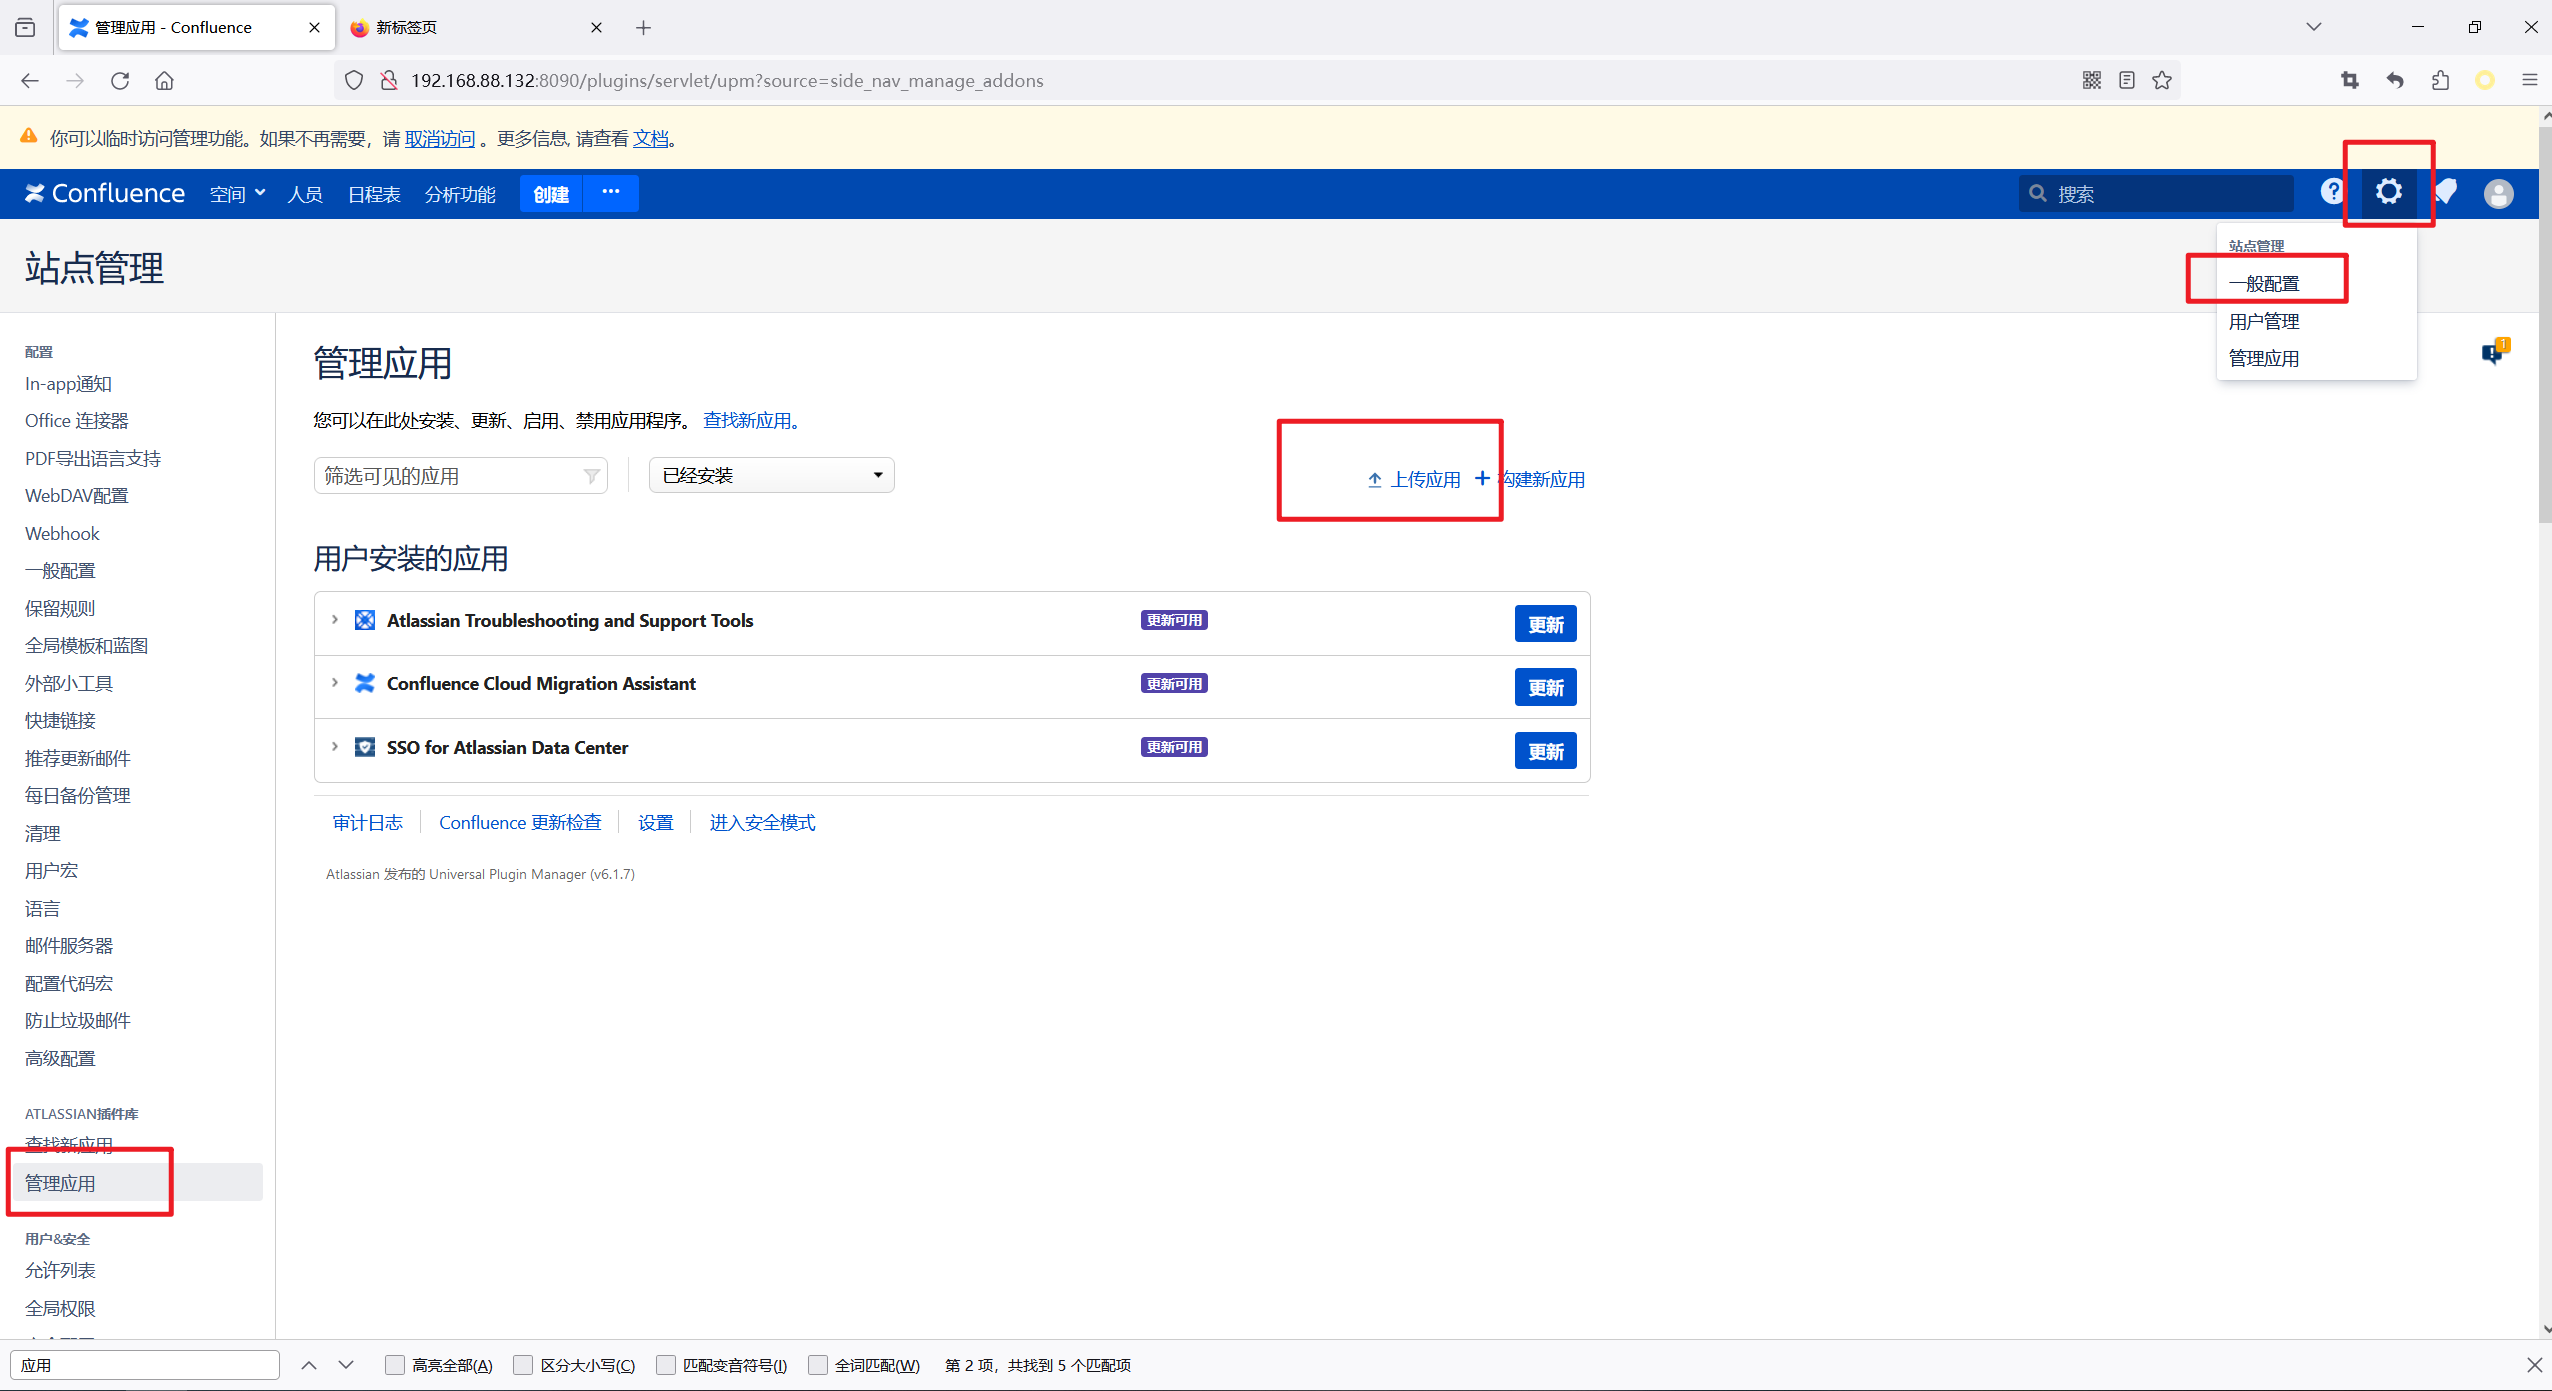 管理应用 - Confluence
新标签页
192.168.88.132:8090/plugins/servlet/upm?source=side_nav_manage_addons
你可以临时访问管理功能。如果不再需要，请 取消访问 。更多信息, 请查看 文档。
Confluence 空间 人员 日程表 分析功能 创建 ··· 搜索
站点管理
站点管理
一般配置
用户管理
管理应用
1
配置
In-app通知
Office 连接器
PDF导出语言支持
WebDAV配置
Webhook
一般配置
保留规则
全局模板和蓝图
外部小工具
快捷链接
推荐更新邮件
每日备份管理
清理
用户宏
语言
邮件服务器
配置代码宏
防止垃圾邮件
高级配置
ATLASSIAN插件库
查找新应用
管理应用
用户&安全
允许列表
全局权限
管理应用
您可以在此处安装、更新、启用、禁用应用程序。 查找新应用。
筛选可见的应用 已经安装 上传应用 构建新应用
用户安装的应用
Atlassian Troubleshooting and Support Tools 更新可用 更新
Confluence Cloud Migration Assistant 更新可用 更新
SSO for Atlassian Data Center 更新可用 更新
审计日志 Confluence 更新检查 设置 进入安全模式
Atlassian 发布的 Universal Plugin Manager (v6.1.7)
应用 高亮全部(A) 区分大小写(C) 匹配变音符号(I) 全词匹配(W) 第 2 项，共找到 5 个匹配项